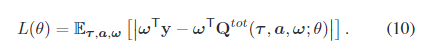 L(θ) = 𝔼_{τ,a,ω} [|ω^⊤y − ω^⊤Q^{tot}(τ, a, ω; θ)|] . (10)